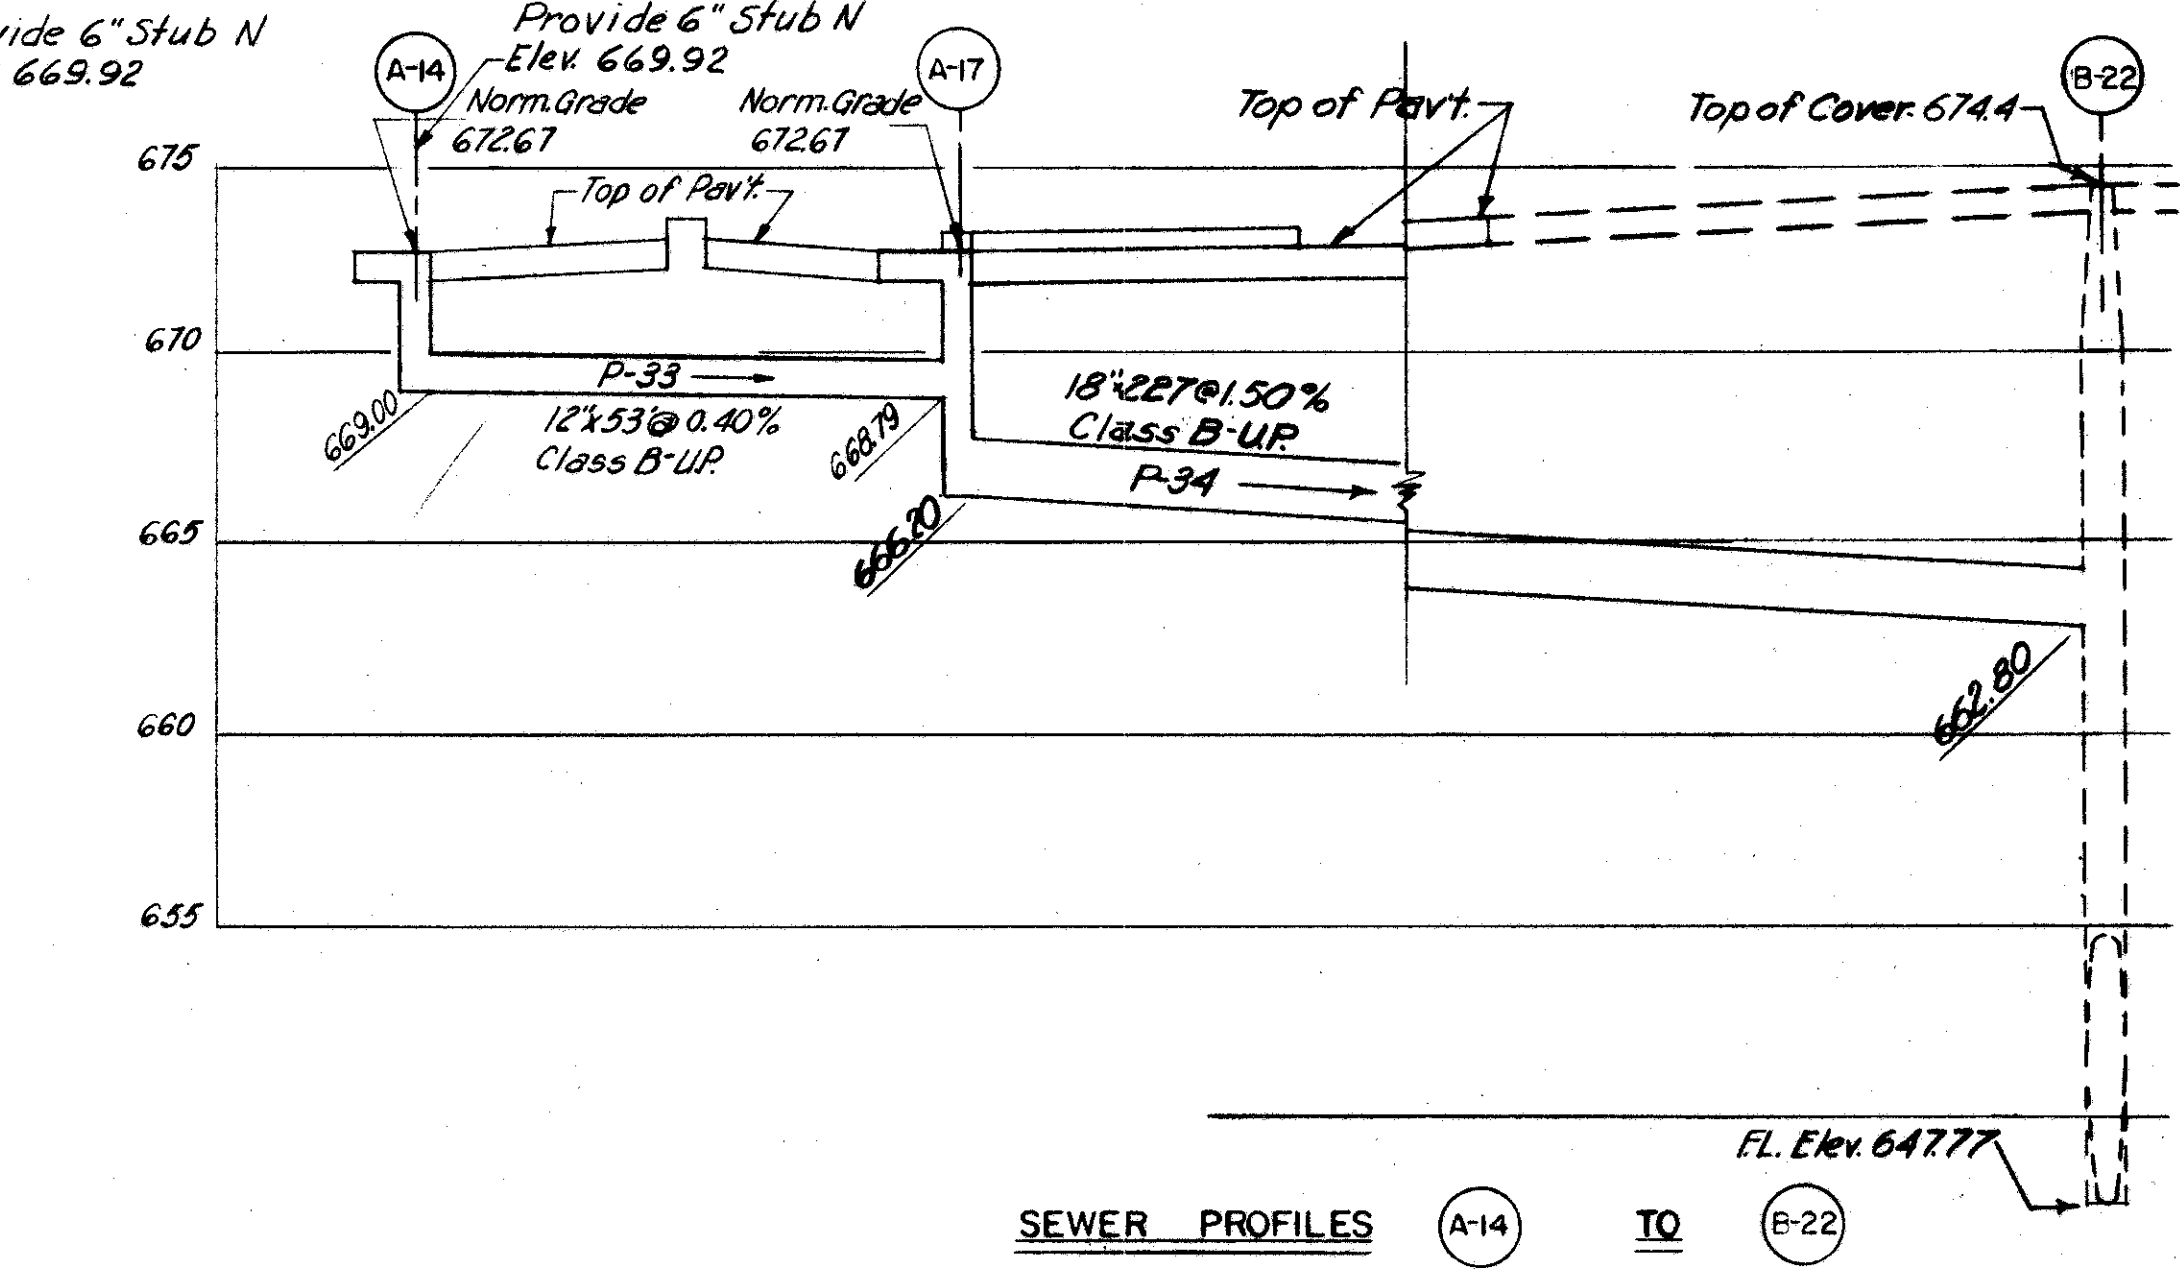 Provide 6" Stub N
Elev. 669.92
vide 6" Stub N
669.92
A-14
A-17
B-22
Norm. Grade
672.67
Norm. Grade
672.67
Top of Pav't.
Top of Cover 674.4
675
Top of Pav't.
670
P-33
12"x53'@ 0.40%
Class B-U.P.
669.00
668.79
18"x227@1.50%
Class B-U.P.
P-34
665
666.20
662.80
660
655
F.L. Elev. 647.77
SEWER PROFILES A-14 TO B-22